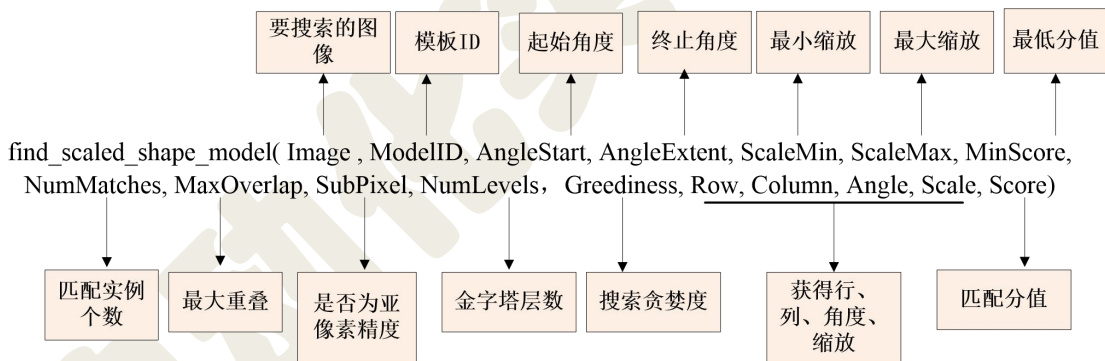 要搜索的图
像
模板ID
起始角度
终止角度
最小缩放
最大缩放
最低分值
find_scaled_shape_model( Image , ModelID, AngleStart, AngleExtent, ScaleMin, ScaleMax, MinScore,
NumMatches, MaxOverlap, SubPixel, NumLevels， Greediness, Row, Column, Angle, Scale, Score)
匹配实例
个数
最大重叠
是否为亚
像素精度
金字塔层数
搜索贪婪度
获得行、
列、角度、
缩放
匹配分值